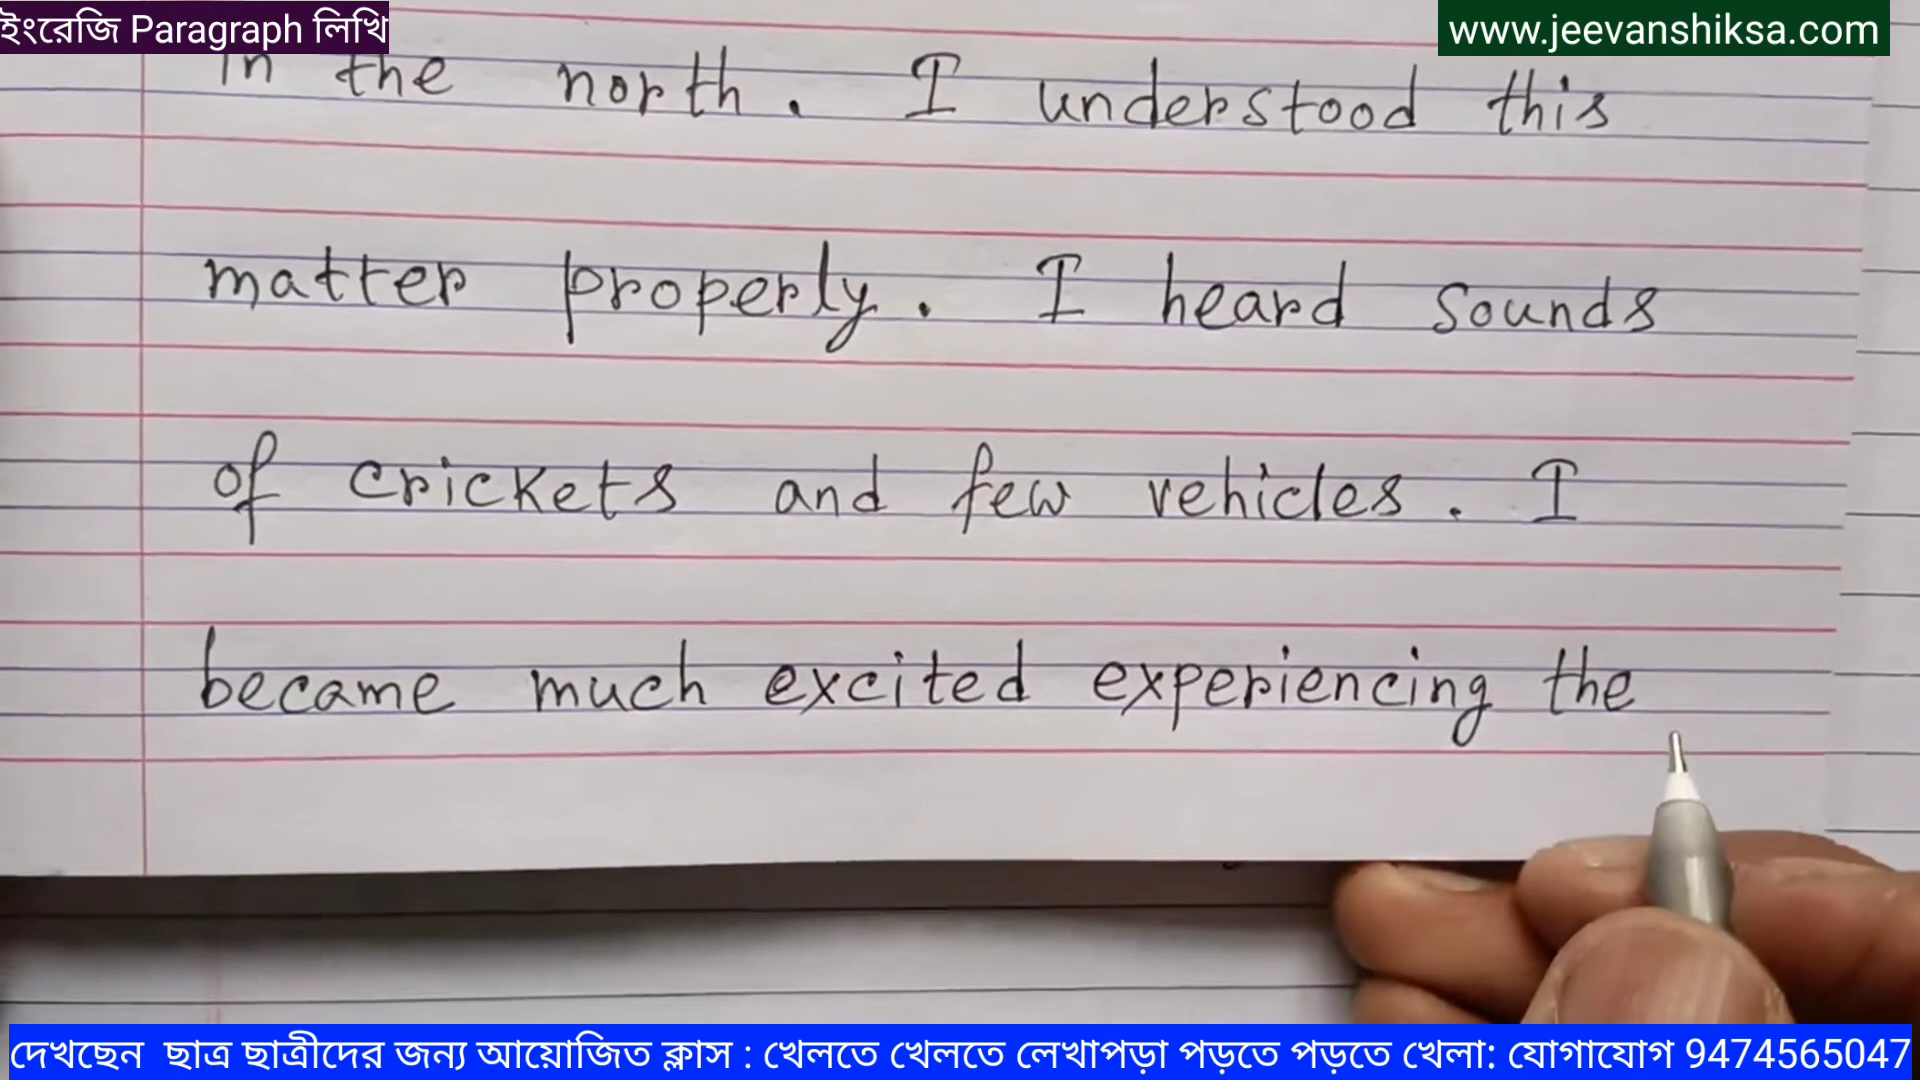 ইংরেজি Paragraph লিখি
www.jeevanshiksa.com
in the north. I understood this
matter properly. I heard sounds
of crickets and few vehicles. I
became much excited experiencing the
দেখছেন ছাত্র ছাত্রীদের জন্য আয়োজিত ক্লাস : খেলতে খেলতে লেখাপড়া পড়তে পড়তে খেলা: যোগাযোগ 9474565047